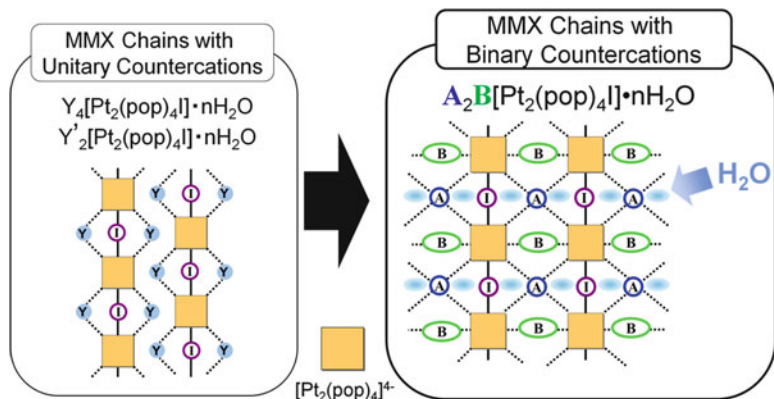 MMX Chains with
Unitary Countercations
Y₄[Pt₂(pop)₄I]•nH₂O
Y'₂[Pt₂(pop)₄I]•nH₂O
Y I Y
Y I Y
Y I Y
Y I Y
Y I Y
[Pt₂(pop)₄]⁴⁻
MMX Chains with
Binary Countercations
A₂B[Pt₂(pop)₄I]•nH₂O
B B B
H₂O
A I A I A
B B B
A I A I A
B B B